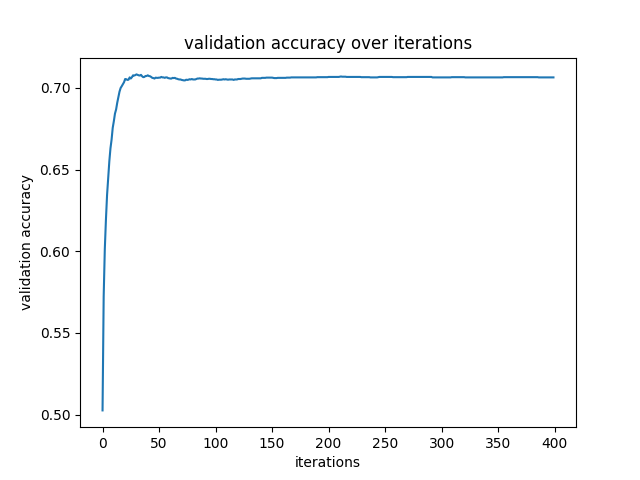 validation accuracy over iterations
validation accuracy
0.70
0.65
0.60
0.55
0.50
0 50 100 150 200 250 300 350 400
iterations